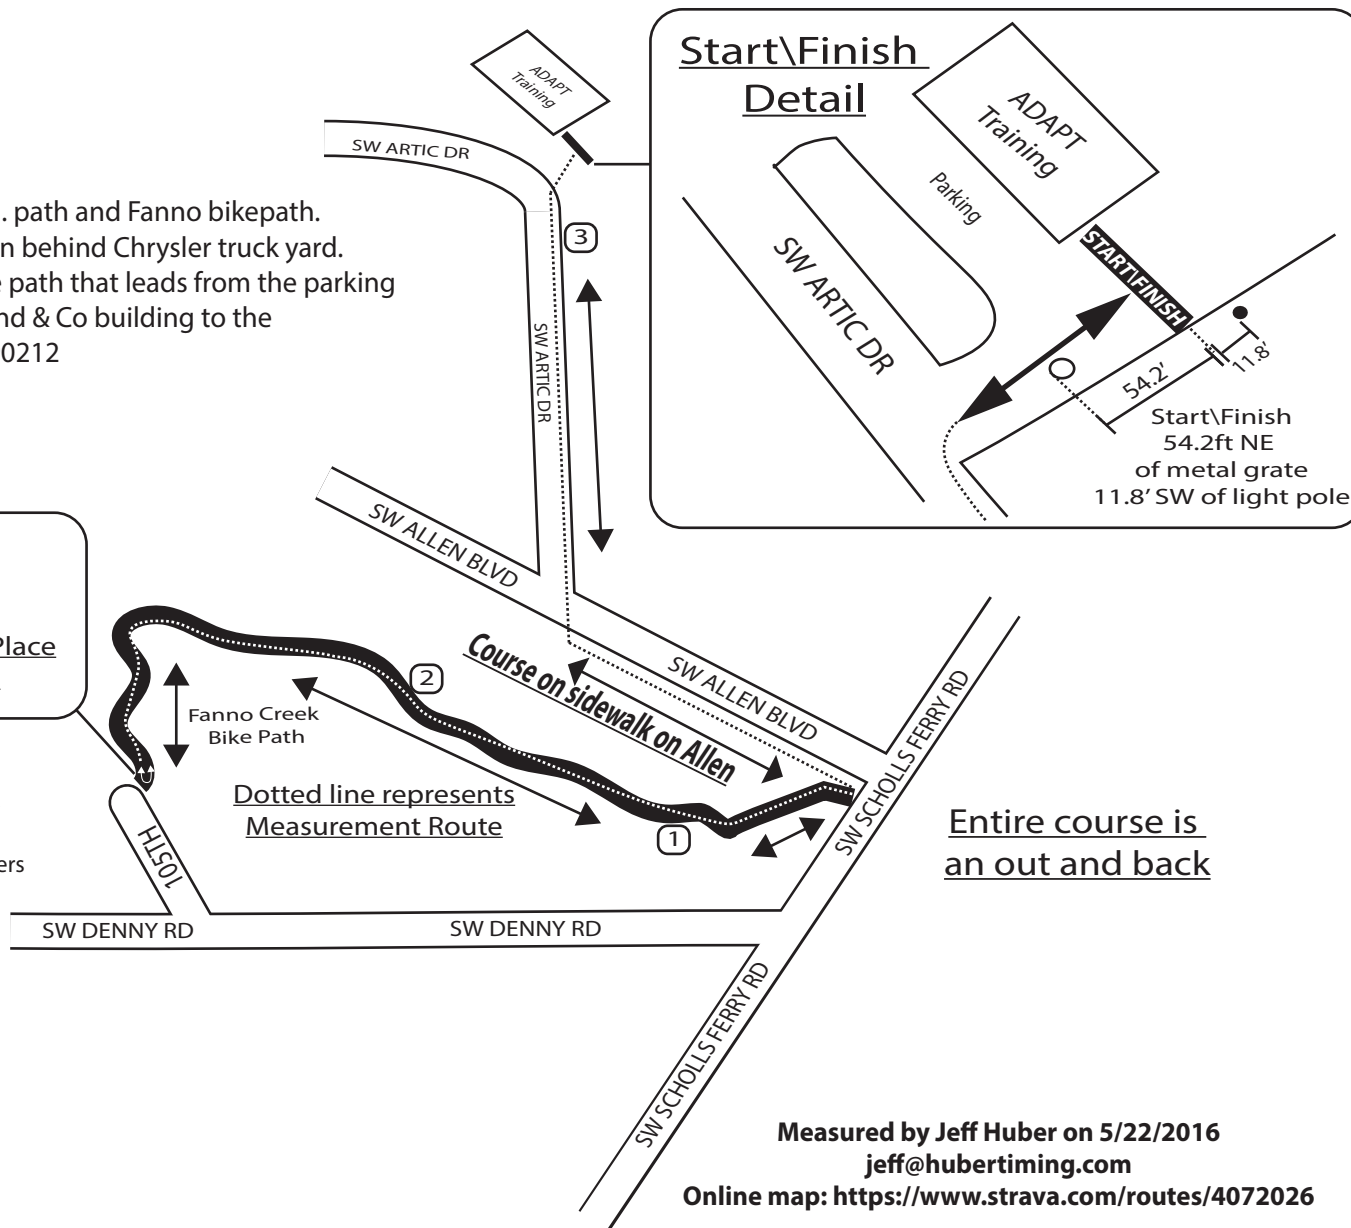 ADAPT
Training
SW ARTIC DR
. path and Fanno bikepath.
n behind Chrysler truck yard.
e path that leads from the parking
nd & Co building to the
0212
3
SW ARTIC DR
Start\Finish
Detail
ADAPT
Training
Parking
START\FINISH
SW ARTIC DR
54.2'
11.8'
Start\Finish
54.2ft NE
of metal grate
11.8' SW of light pole
SW ALLEN BLVD
Place
2
Course on sidewalk on Allen
SW ALLEN BLVD
SW SCHOLLS FERRY RD
Fanno Creek
Bike Path
Dotted line represents
Measurement Route
1
Entire course is
an out and back
105TH
ers
SW DENNY RD
SW DENNY RD
SW SCHOLLS FERRY RD
Measured by Jeff Huber on 5/22/2016
jeff@hubertiming.com
Online map: https://www.strava.com/routes/4072026